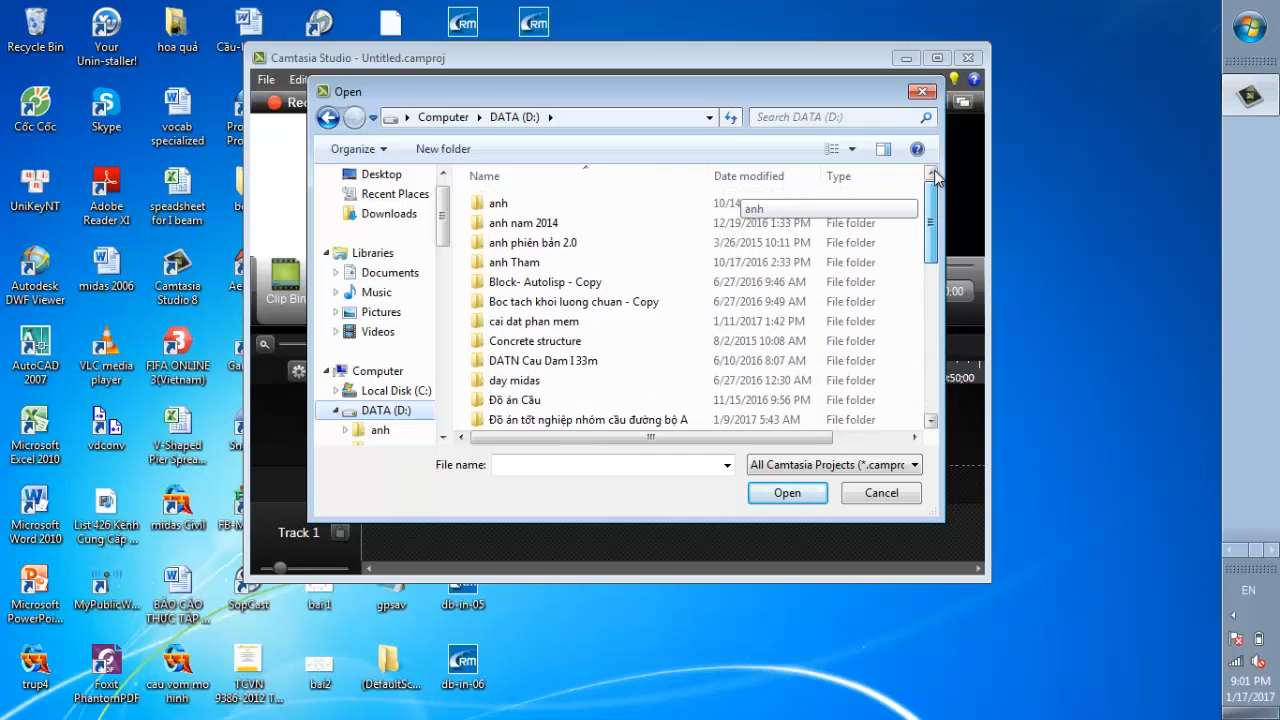 Recycle Bin
Your
Unin-staller!
hoa quả
Camtasia Studio - Untitled.camproj
File
Open
Computer
DATA (D:)
Search DATA (D:)
Organize
New folder
Desktop
Recent Places
Downloads
Libraries
Documents
Music
Pictures
Videos
Computer
Local Disk (C:)
DATA (D:)
anh
Name
Date modified
Type
anh
anh
anh nam 2014
12/19/2016 1:33 PM
File folder
anh phiên bản 2.0
3/26/2015 10:11 PM
File folder
anh Tham
10/17/2016 2:33 PM
File folder
Block- Autolisp - Copy
6/27/2016 9:46 AM
File folder
Boc tach khoi luong chuan - Copy
6/27/2016 9:49 AM
File folder
cai dat phan mem
1/11/2017 1:42 PM
File folder
Concrete structure
8/2/2015 10:08 AM
File folder
DATN Cau Dam I 33m
6/10/2016 8:07 AM
File folder
day midas
6/27/2016 12:30 AM
File folder
Đồ án Cầu
11/15/2016 9:56 PM
File folder
Đồ án tốt nghiệp nhóm cầu đường bộ A
1/9/2017 5:43 AM
File folder
File name:
All Camtasia Projects (*.campro
Open
Cancel
Clip Bin
Track 1
Cốc Cốc
Skype
vocab
specialized
UniKeyNT
Adobe
Reader XI
speadsheet
for I beam
Autodesk
DWF Viewer
midas 2006
Camtasia
Studio 8
AutoCAD
2007
VLC media
player
FIFA ONLINE
3(Vietnam)
Microsoft
Excel 2010
vdconv
V-Shaped
Pier Sprea...
Microsoft
Word 2010
List 426 Kenh
Cung Cấp ...
midas Civil
Microsoft
PowerPoi...
MyPublicW...
BÁO CÁO
THỰC TẬP ...
SopCast
bai 1
gpsav
db-in-05
trup4
Foxit
PhantomPDF
cau vom mo
hinh
TCVN
9386-2012 T...
bai2
(DefaultSc...
db-in-06
EN
9:01 PM
1/17/2017